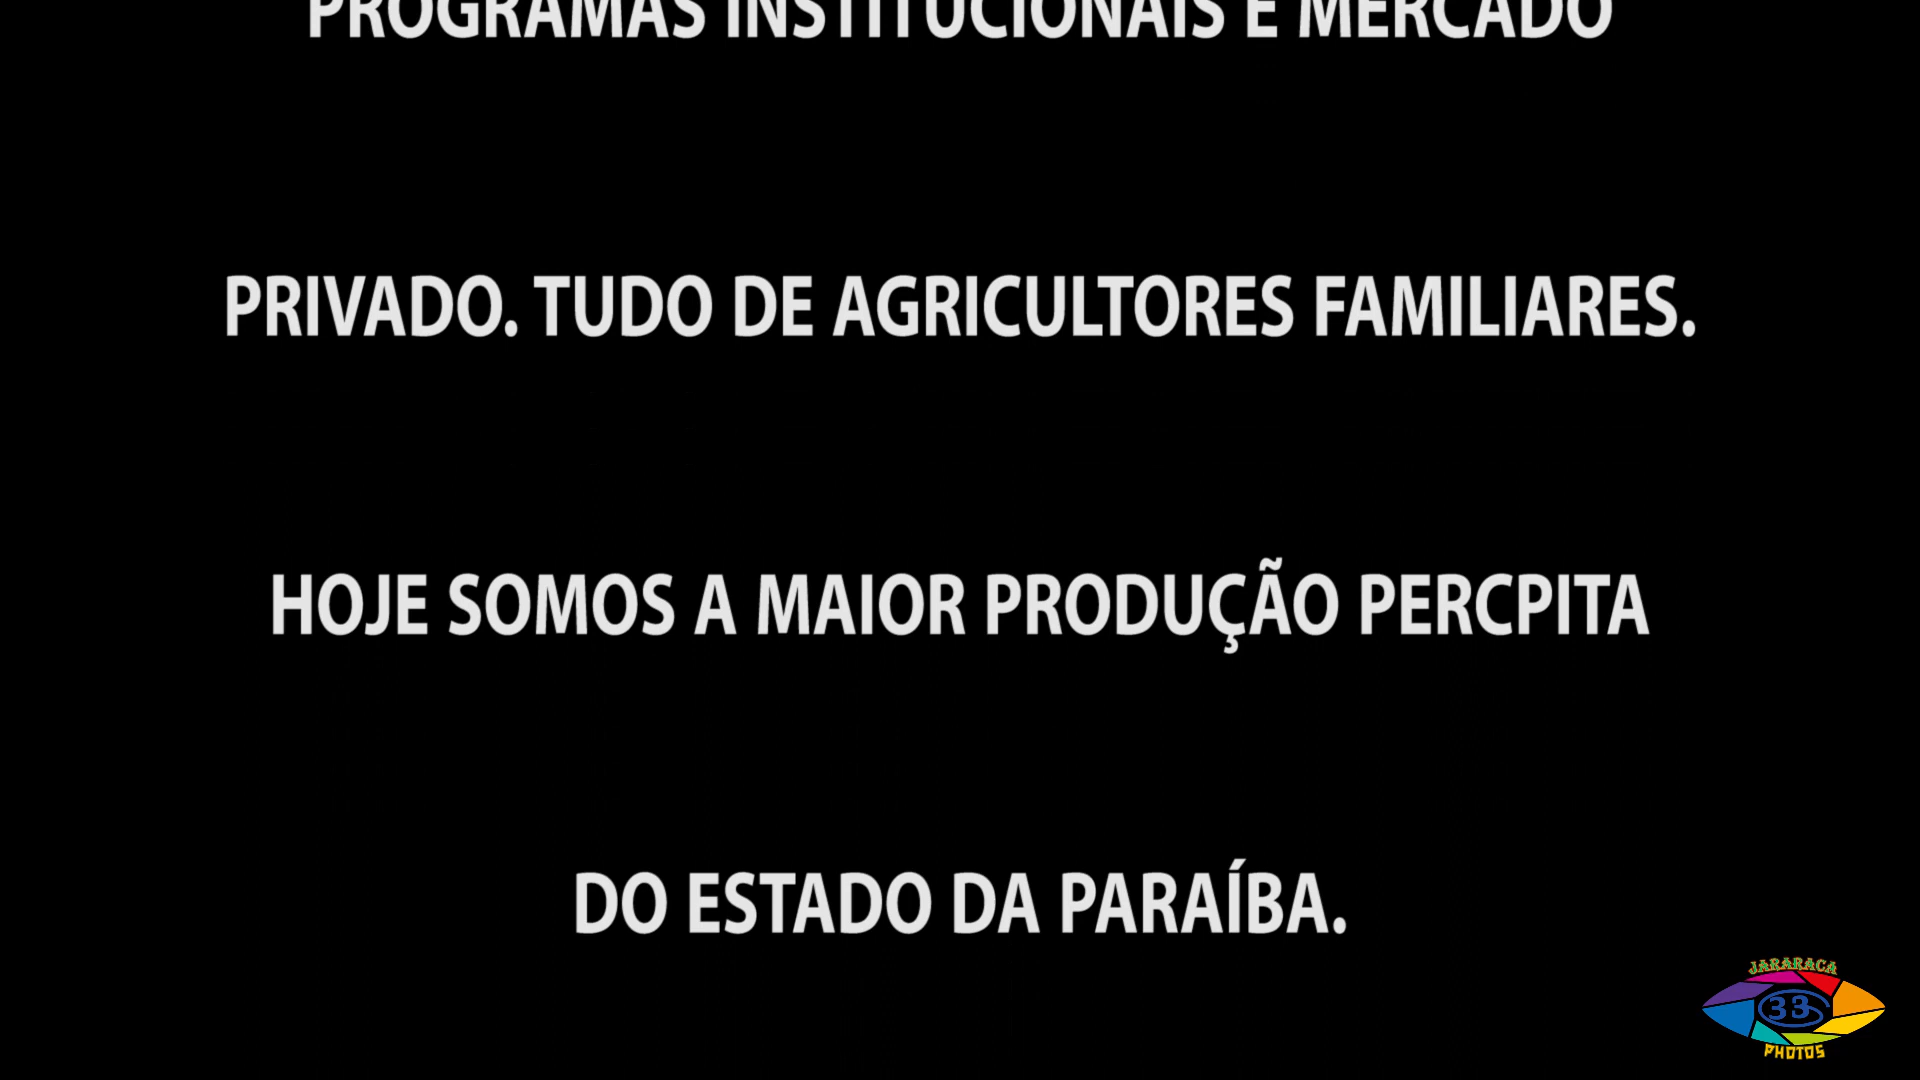 PROGRAMAS INSTITUCIONAIS E MERCADO
PRIVADO. TUDO DE AGRICULTORES FAMILIARES.
HOJE SOMOS A MAIOR PRODUÇÃO PERCPITA
DO ESTADO DA PARAÍBA.
JARARACA
33
PHOTOS